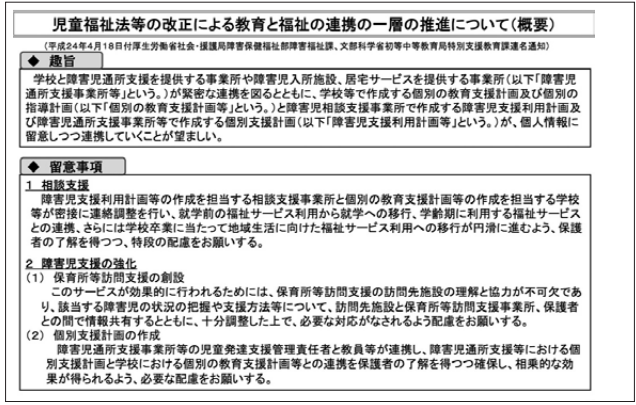 児童福祉法等の改正による教育と福祉の連携の一層の推進について(概要)
(平成24年4月18日付厚生労働省社会・援護局障害保健福祉部障害福祉課、文部科学省初等中等教育局特別支援教育課連名通知)
◆ 趣旨
学校と障害児通所支援を提供する事業所や障害児入所施設、居宅サービスを提供する事業所(以下「障害児
通所支援事業所等」という。)が緊密な連携を図るとともに、学校等で作成する個別の教育支援計画及び個別の
指導計画(以下「個別の教育支援計画等」という。)と障害児相談支援事業所で作成する障害児支援利用計画及
び障害児通所支援事業所等で作成する個別支援計画(以下「障害児支援利用計画等」という。)が、個人情報に
留意しつつ連携していくことが望ましい。
◆ 留意事項
1 相談支援
障害児支援利用計画等の作成を担当する相談支援事業所と個別の教育支援計画等の作成を担当する学校
等が密接に連絡調整を行い、就学前の福祉サービス利用から就学への移行、学齢期に利用する福祉サービス
との連携、さらには学校卒業に当たって地域生活に向けた福祉サービス利用への移行が円滑に進むよう、保護
者の了解を得つつ、特段の配慮をお願いする。
2 障害児支援の強化
(1) 保育所等訪問支援の創設
このサービスが効果的に行われるためには、保育所等訪問支援の訪問先施設の理解と協力が不可欠であ
り、該当する障害児の状況の把握や支援方法等について、訪問先施設と保育所等訪問支援事業所、保護者
との間で情報共有するとともに、十分調整した上で、必要な対応がなされるよう配慮をお願いする。
(2) 個別支援計画の作成
障害児通所支援事業所等の児童発達支援管理責任者と教員等が連携し、障害児通所支援等における個
別支援計画と学校における個別の教育支援計画等との連携を保護者の了解を得つつ確保し、相乗的な効
果が得られるよう、必要な配慮をお願いする。